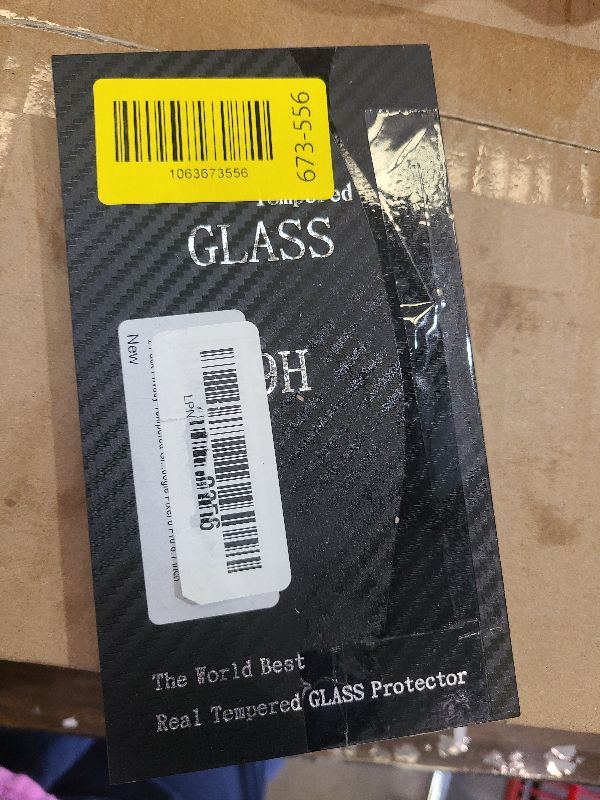 1063673556
673-556
Tempered
GLASS
9H
New
LPN
The World Best
Real Tempered GLASS Protector